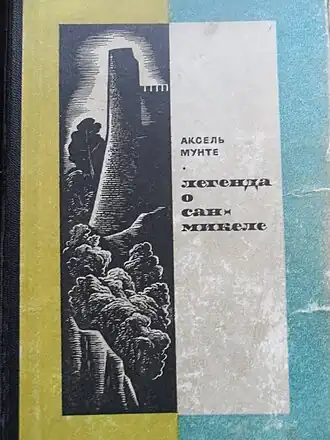 АКСЕЛЬ
МУНТЕ
легенда
о
сан-
микеле